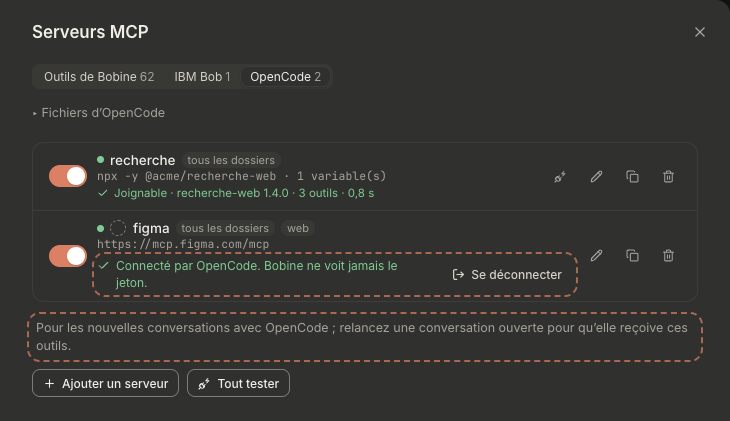 Serveurs MCP
Outils de Bobine 62 IBM Bob 1 OpenCode 2
Fichiers d’OpenCode
recherche tous les dossiers
npx -y @acme/recherche-web · 1 variable(s)
Joignable · recherche-web 1.4.0 · 3 outils · 0,8 s
figma tous les dossiers web
https://mcp.figma.com/mcp
Connecté par OpenCode. Bobine ne voit jamais le
jeton.
Se déconnecter
Pour les nouvelles conversations avec OpenCode ; relancez une conversation ouverte pour qu’elle reçoive ces
outils.
Ajouter un serveur Tout tester